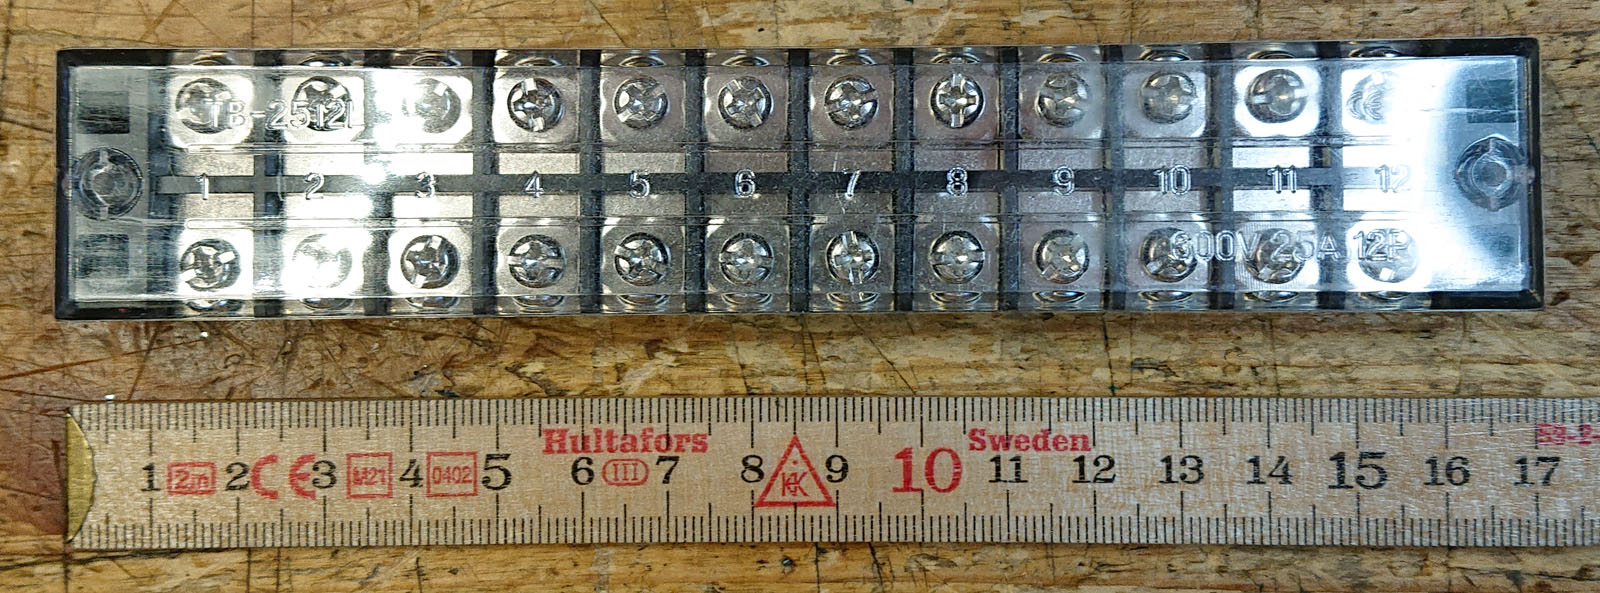 TB-2512L
1 2 3 4 5 6 7 8 9 10 11 12
600V 25A 12P
Hultafors Sweden
1 2m 2 CE 3 M21 4 0402 5 6 III 7 8 9 10 11 12 13 14 15 16 17